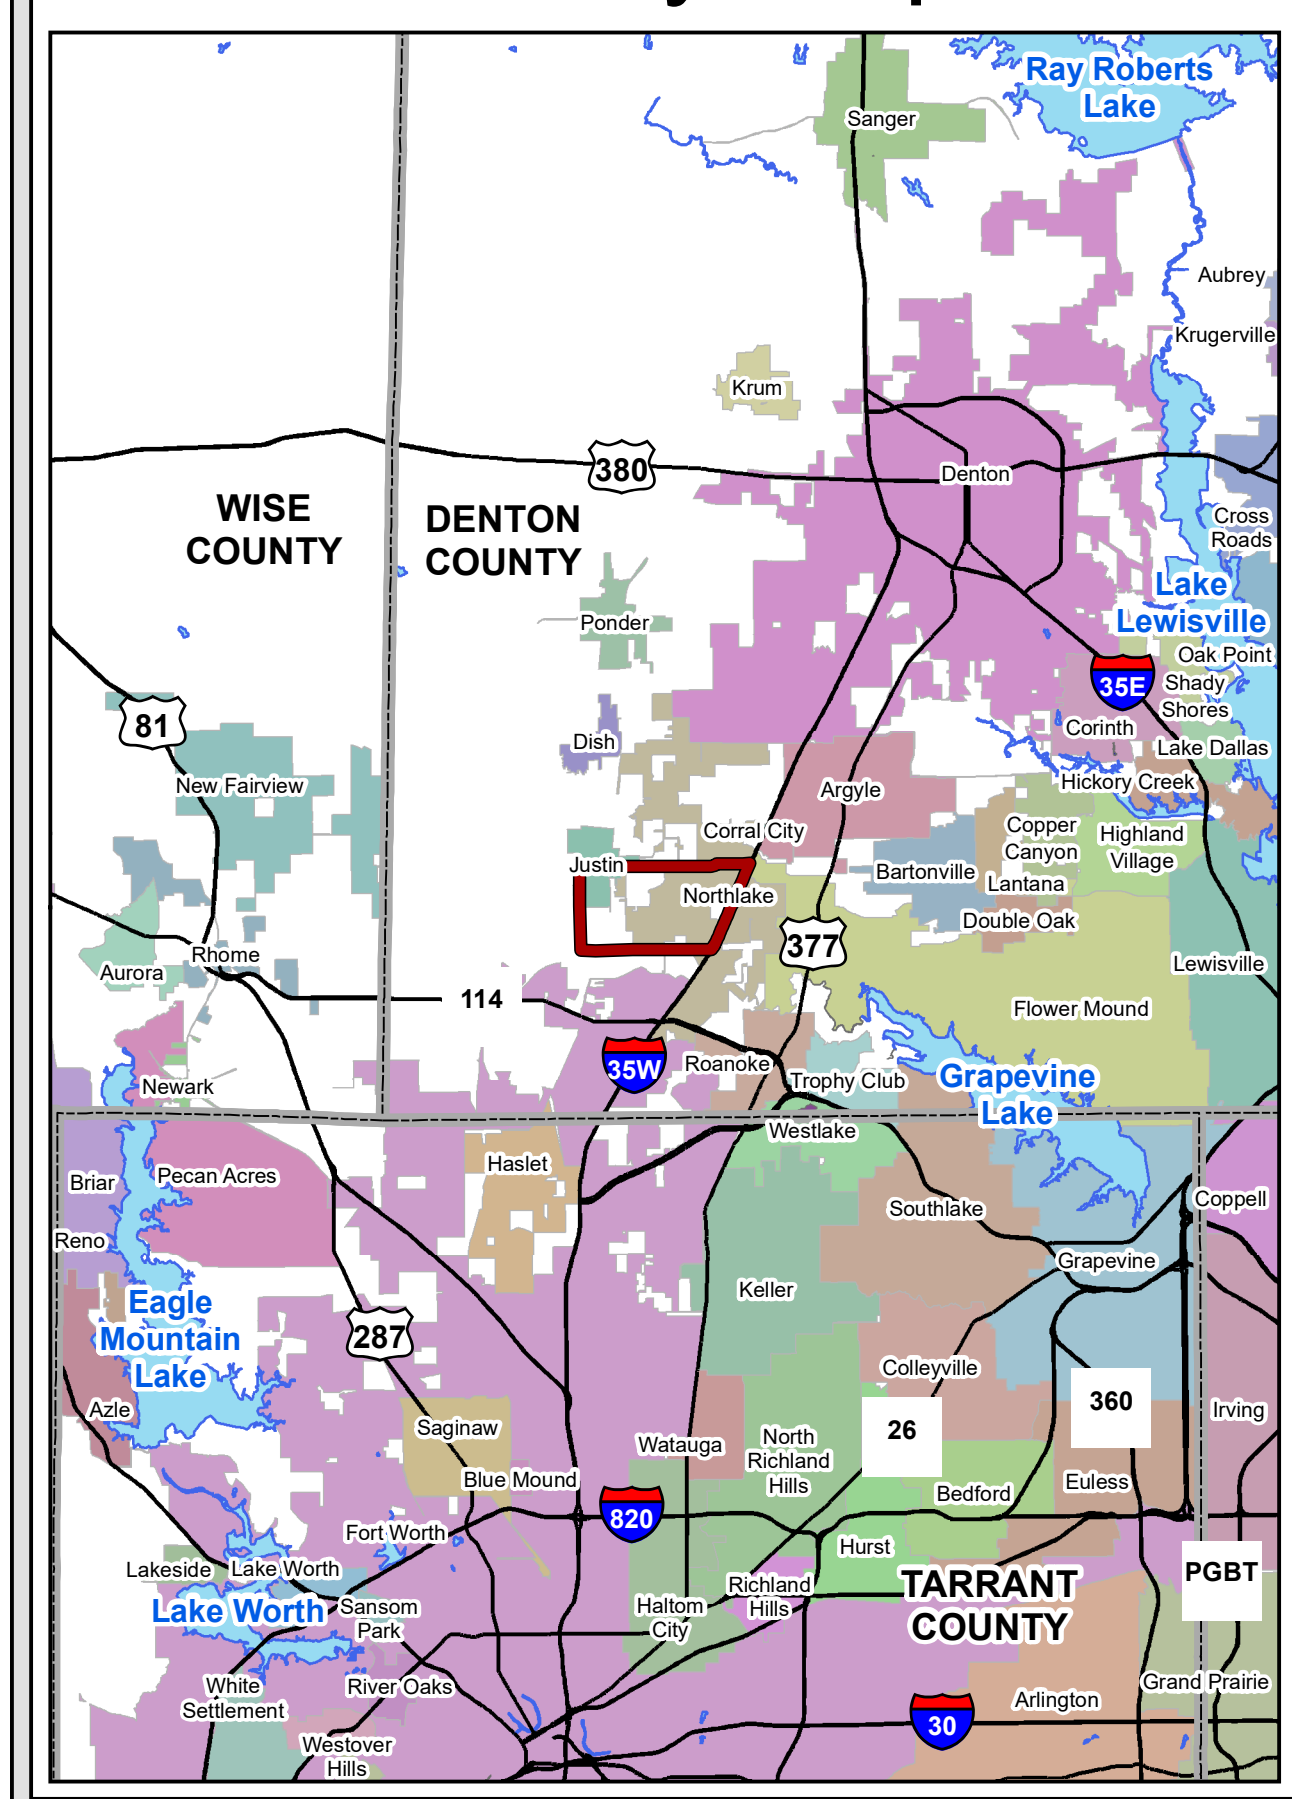 Ray Roberts
Lake
Sanger
Aubrey
Krugerville
Krum
380
Denton
WISE
COUNTY
DENTON
COUNTY
Cross
Roads
Lake
Lewisville
Ponder
Oak Point
35E
Shady
Shores
81
Corinth
Dish
Lake Dallas
New Fairview
Argyle
Hickory Creek
Corral City
Copper
Canyon
Highland
Village
Justin
Bartonville
Lantana
Northlake
Double Oak
377
Rhome
Lewisville
Aurora
114
Flower Mound
35W
Roanoke
Trophy Club
Grapevine
Lake
Newark
Westlake
Haslet
Pecan Acres
Briar
Coppell
Southlake
Reno
Grapevine
Keller
Eagle
Mountain
Lake
287
Colleyville
360
Azle
Irving
Saginaw
26
Watauga
North
Richland
Hills
Blue Mound
Euless
Bedford
820
Fort Worth
Hurst
Lakeside
Lake Worth
PGBT
Richland
Hills
TARRANT
COUNTY
Lake Worth
Sansom
Park
Haltom
City
White
Settlement
River Oaks
Grand Prairie
Arlington
30
Westover
Hills